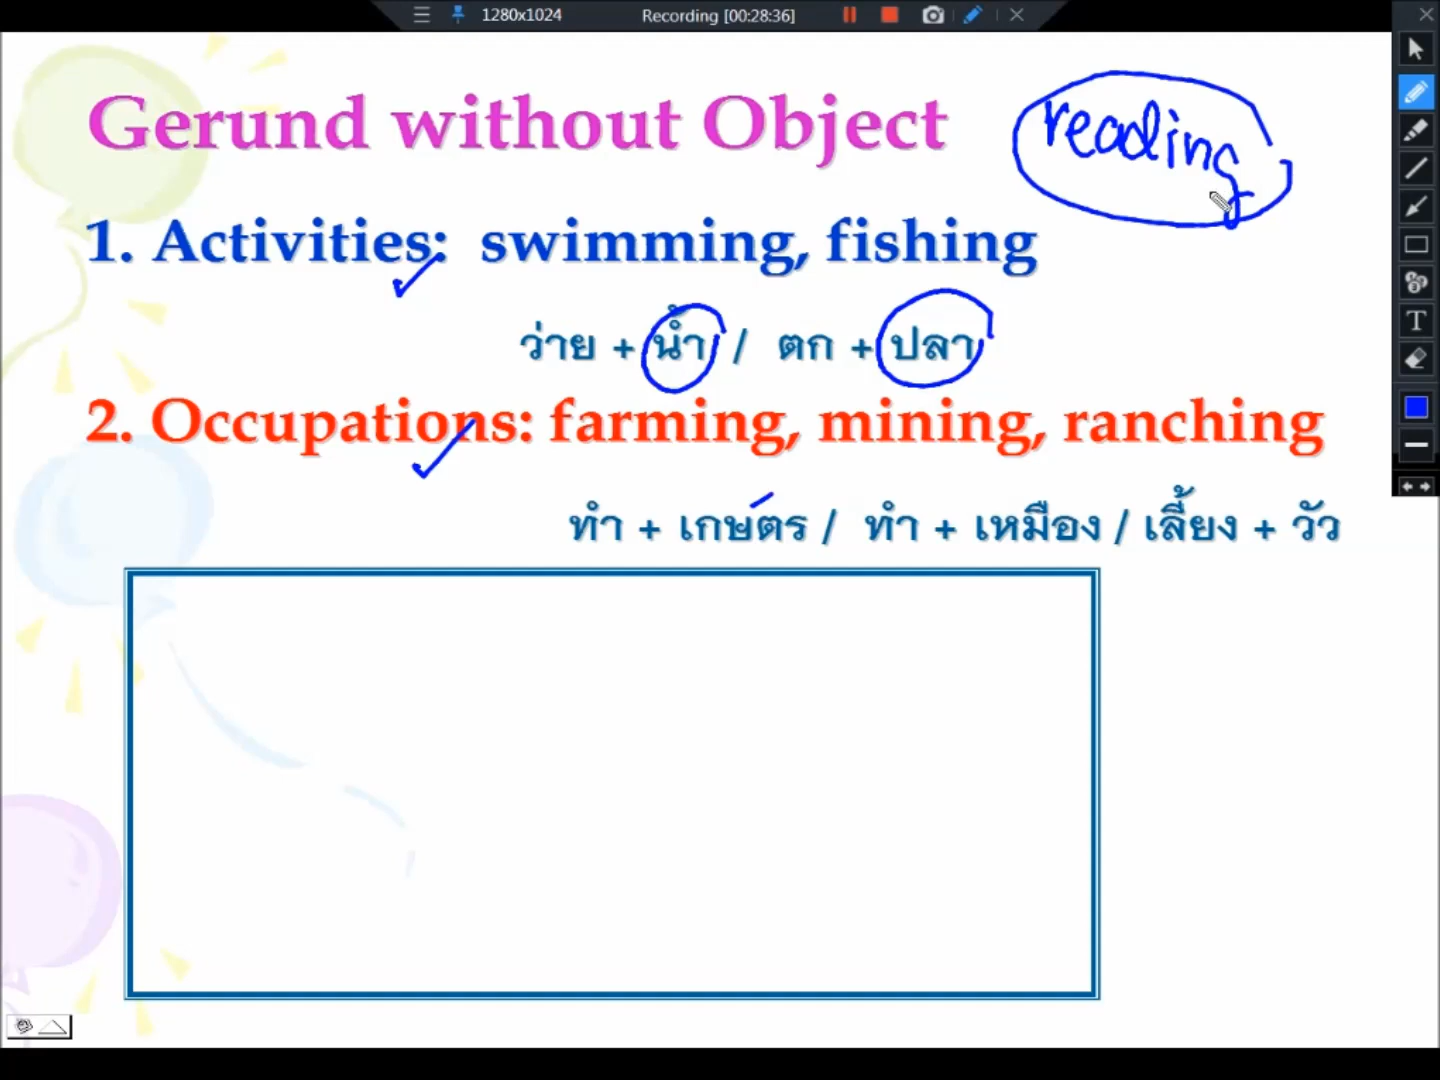 1280x1024 Recording [00:28:36]
Gerund without Object
reading
1. Activities: swimming, fishing
ว่าย + น้ำ / ตก + ปลา
2. Occupations: farming, mining, ranching
ทำ + เกษตร / ทำ + เหมือง / เลี้ยง + วัว
T